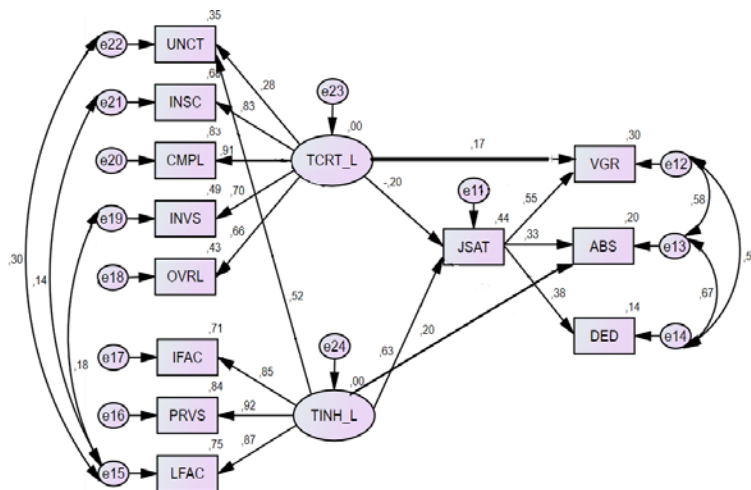 ,35
e22 UNCT
e23
,28
,68
e21 INSC
,83
,00
,83
e20 CMPL
,91
TCRT_L
,17
,30
VGR e12
,49
e19 INVS
,70
-,20
e11
,55
,58
,66
,43
e18 OVRL
,44
JSAT
,33
,20
ABS e13
,30
,14
,52
,38
,67
,5
,18
,71
e17 IFAC
,85
e24
,63
,20
,14
DED e14
,84
e16 PRVS
,92
,00
TINH_L
,87
,75
e15 LFAC